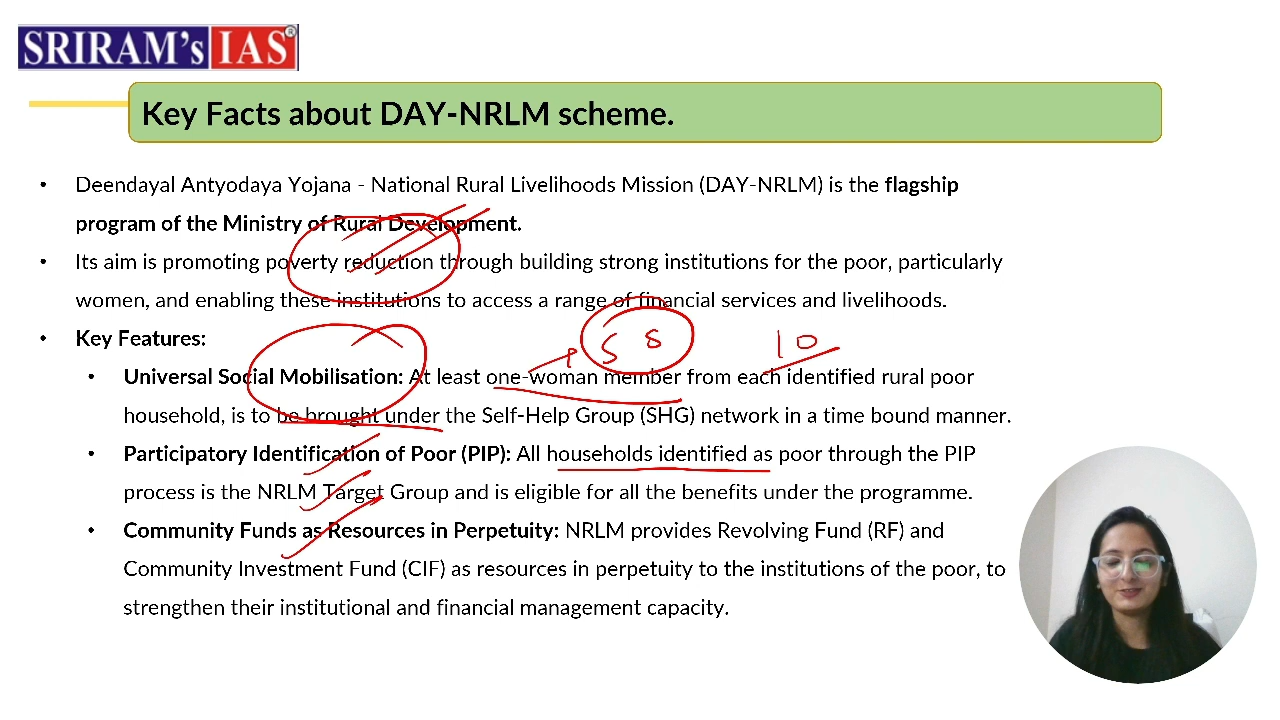 SRIRAM's IAS®
Key Facts about DAY-NRLM scheme.
• Deendayal Antyodaya Yojana - National Rural Livelihoods Mission (DAY-NRLM) is the flagship
program of the Ministry of Rural Development.
• Its aim is promoting poverty reduction through building strong institutions for the poor, particularly
women, and enabling these institutions to access a range of financial services and livelihoods.
• Key Features:
S 8 10
• Universal Social Mobilisation: At least one-woman member from each identified rural poor
household, is to be brought under the Self-Help Group (SHG) network in a time bound manner.
• Participatory Identification of Poor (PIP): All households identified as poor through the PIP
process is the NRLM Target Group and is eligible for all the benefits under the programme.
• Community Funds as Resources in Perpetuity: NRLM provides Revolving Fund (RF) and
Community Investment Fund (CIF) as resources in perpetuity to the institutions of the poor, to
strengthen their institutional and financial management capacity.